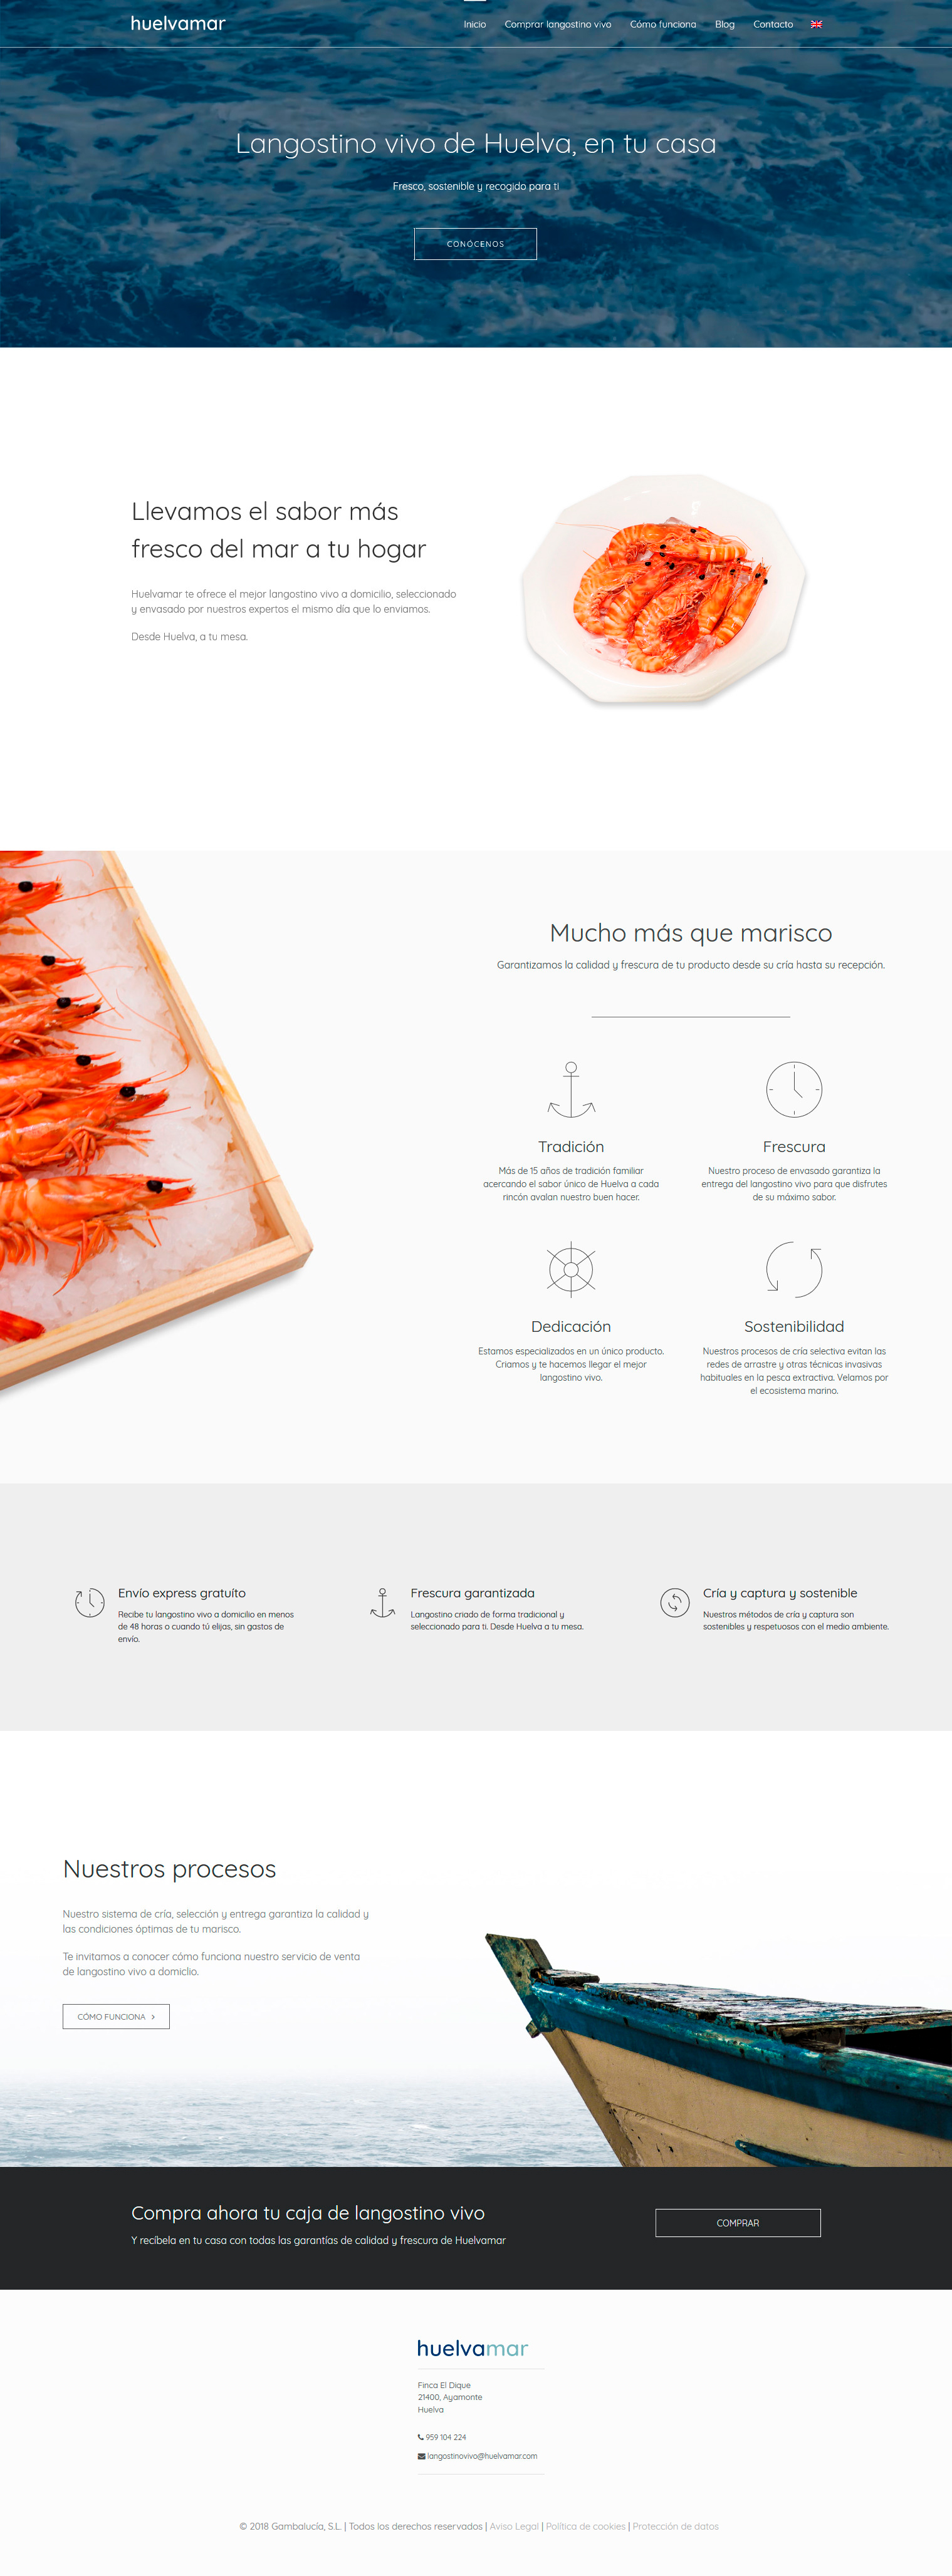 huelvamar
Inicio Comprar langostino vivo Cómo funciona Blog Contacto
Langostino vivo de Huelva, en tu casa
Fresco, sostenible y recogido para ti
CONÓCENOS
Llevamos el sabor más
fresco del mar a tu hogar
Huelvamar te ofrece el mejor langostino vivo a domicilio, seleccionado
y envasado por nuestros expertos el mismo día que lo enviamos.
Desde Huelva, a tu mesa.
Mucho más que marisco
Garantizamos la calidad y frescura de tu producto desde su cría hasta su recepción.
Tradición
Más de 15 años de tradición familiar
acercando el sabor único de Huelva a cada
rincón avalan nuestro buen hacer.
Frescura
Nuestro proceso de envasado garantiza la
entrega del langostino vivo para que disfrutes
de su máximo sabor.
Dedicación
Estamos especializados en un único producto.
Criamos y te hacemos llegar el mejor
langostino vivo.
Sostenibilidad
Nuestros procesos de cría selectiva evitan las
redes de arrastre y otras técnicas invasivas
habituales en la pesca extractiva. Velamos por
el ecosistema marino.
Envío express gratuíto
Recibe tu langostino vivo a domicilio en menos
de 48 horas o cuando tú elijas, sin gastos de
envío.
Frescura garantizada
Langostino criado de forma tradicional y
seleccionado para ti. Desde Huelva a tu mesa.
Cría y captura y sostenible
Nuestros métodos de cría y captura son
sostenibles y respetuosos con el medio ambiente.
Nuestros procesos
Nuestro sistema de cría, selección y entrega garantiza la calidad y
las condiciones óptimas de tu marisco.
Te invitamos a conocer cómo funciona nuestro servicio de venta
de langostino vivo a domiclio.
CÓMO FUNCIONA >
Compra ahora tu caja de langostino vivo
Y recíbela en tu casa con todas las garantías de calidad y frescura de Huelvamar
COMPRAR
huelvamar
Finca El Dique
21400, Ayamonte
Huelva
959 104 224
langostinovivo@huelvamar.com
© 2018 Gambalucía, S.L. | Todos los derechos reservados | Aviso Legal | Política de cookies | Protección de datos